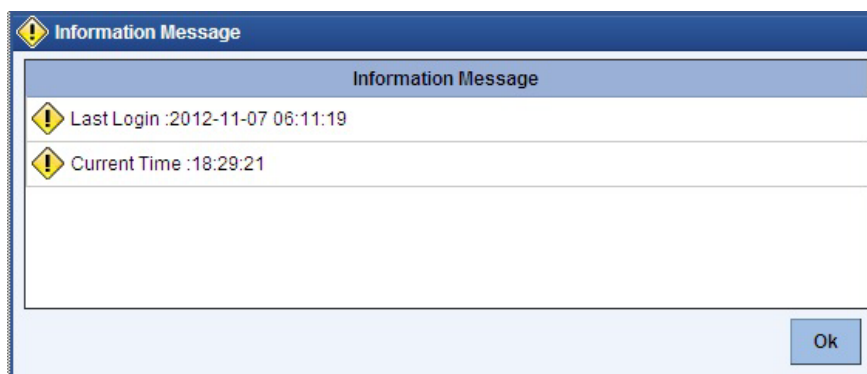 Information Message
Information Message
Last Login :2012-11-07 06:11:19
Current Time :18:29:21
Ok